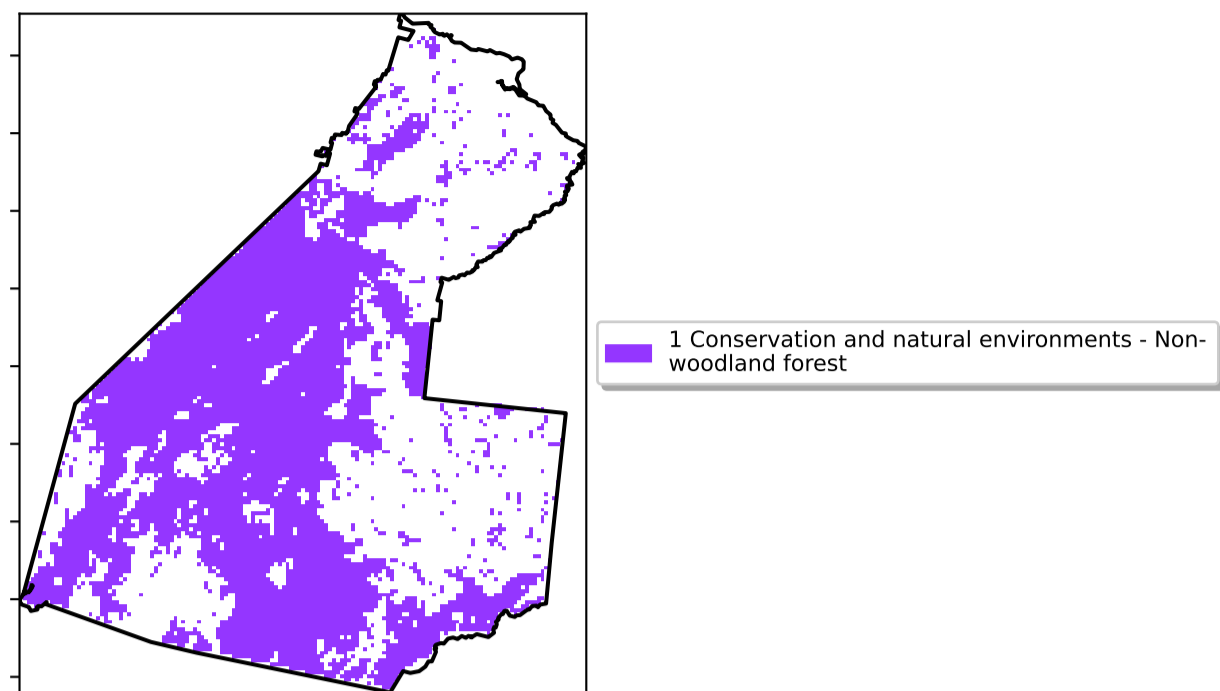 1 Conservation and natural environments - Non-
woodland forest